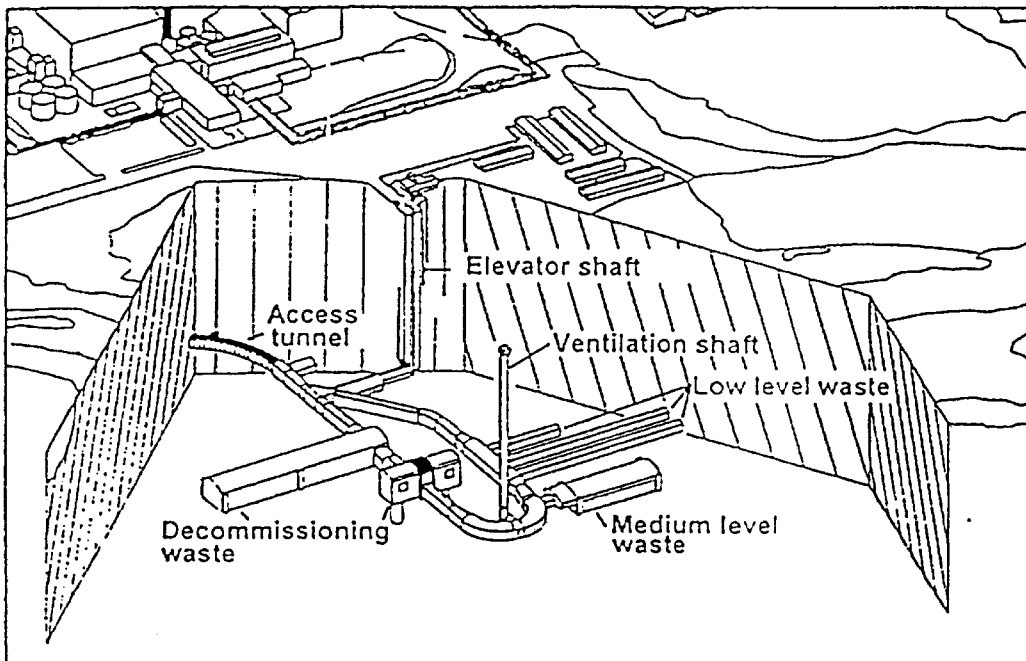 Elevator shaft
Access
tunnel
Ventilation shaft
Low level waste
Decommissioning
waste
Medium level
waste